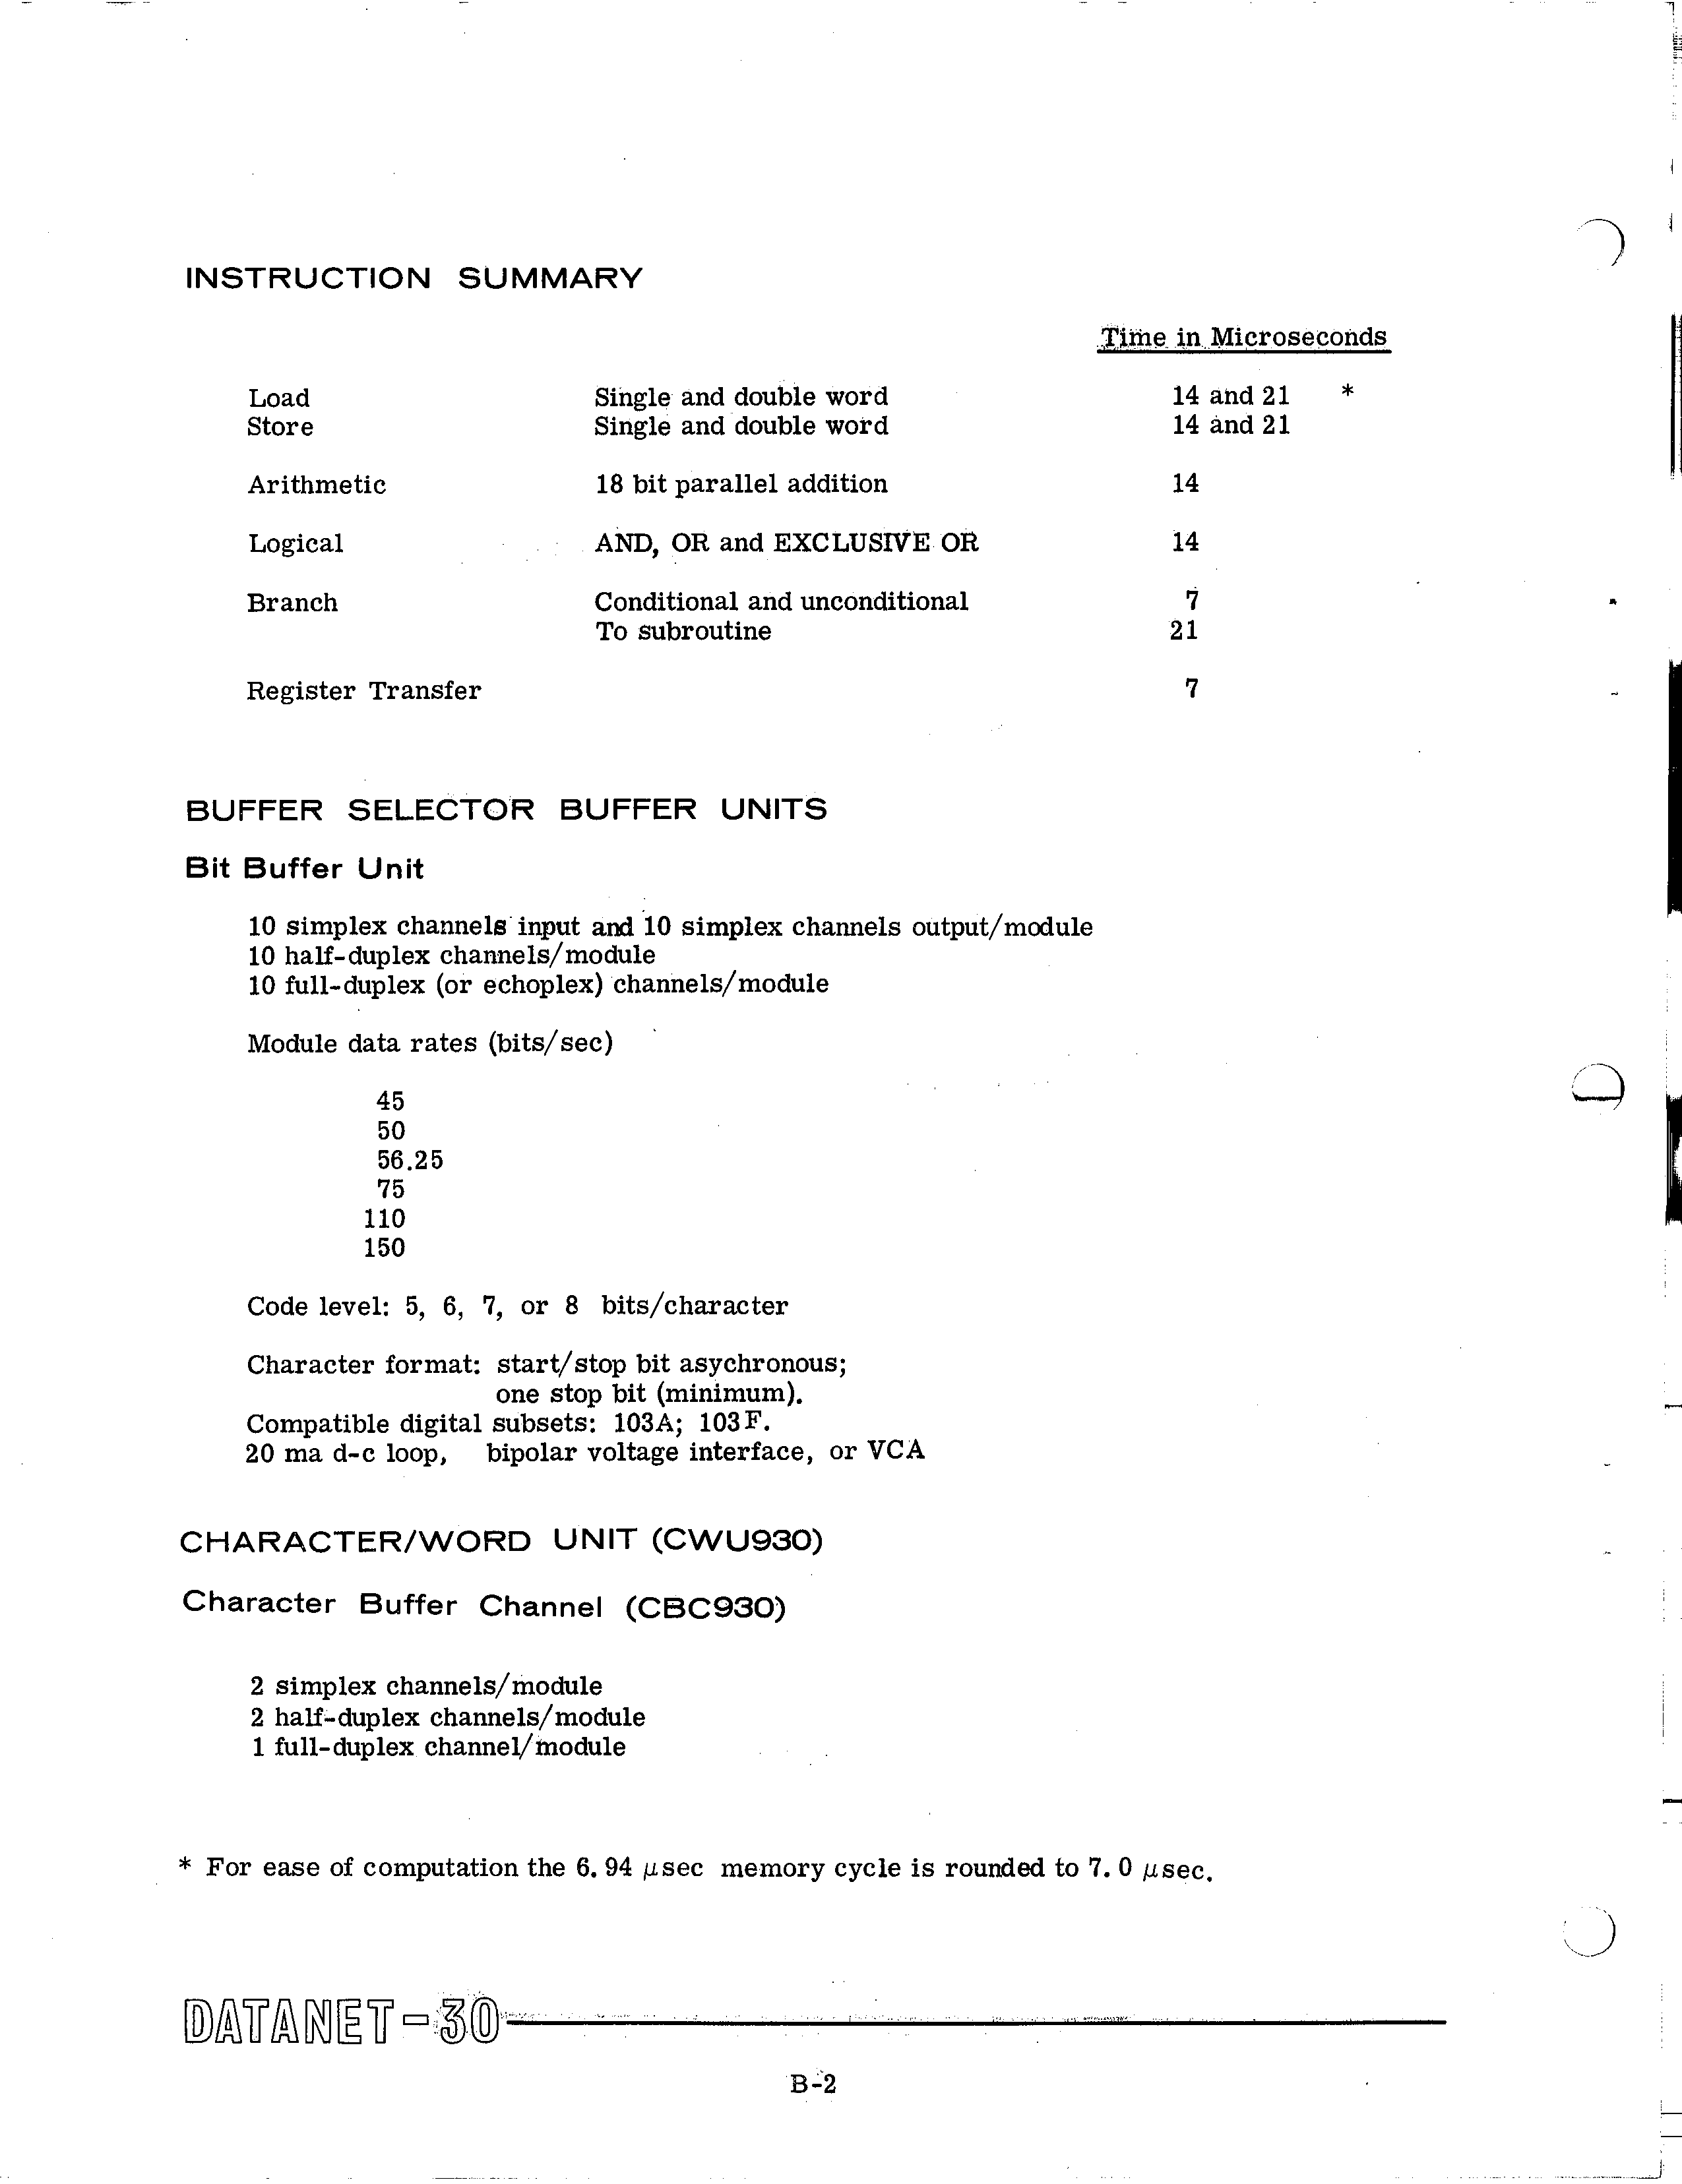 INSTRUCTION SUMMARY
Time in Microseconds
Load Single and double word 14 and 21 *
Store Single and double word 14 and 21
Arithmetic 18 bit parallel addition 14
Logical AND, OR and EXCLUSIVE OR 14
Branch Conditional and unconditional 7
To subroutine 21
Register Transfer 7
BUFFER SELECTOR BUFFER UNITS
Bit Buffer Unit
10 simplex channels input and 10 simplex channels output/module
10 half-duplex channels/module
10 full-duplex (or echoplex) channels/module
Module data rates (bits/sec)
45
50
56.25
75
110
150
Code level: 5, 6, 7, or 8 bits/character
Character format: start/stop bit asychronous;
one stop bit (minimum).
Compatible digital subsets: 103A; 103F.
20 ma d-c loop, bipolar voltage interface, or VCA
CHARACTER/WORD UNIT (CWU930)
Character Buffer Channel (CBC930)
2 simplex channels/module
2 half-duplex channels/module
1 full-duplex channel/module
* For ease of computation the 6.94 μsec memory cycle is rounded to 7.0 μsec.
DATANET-30
B-2